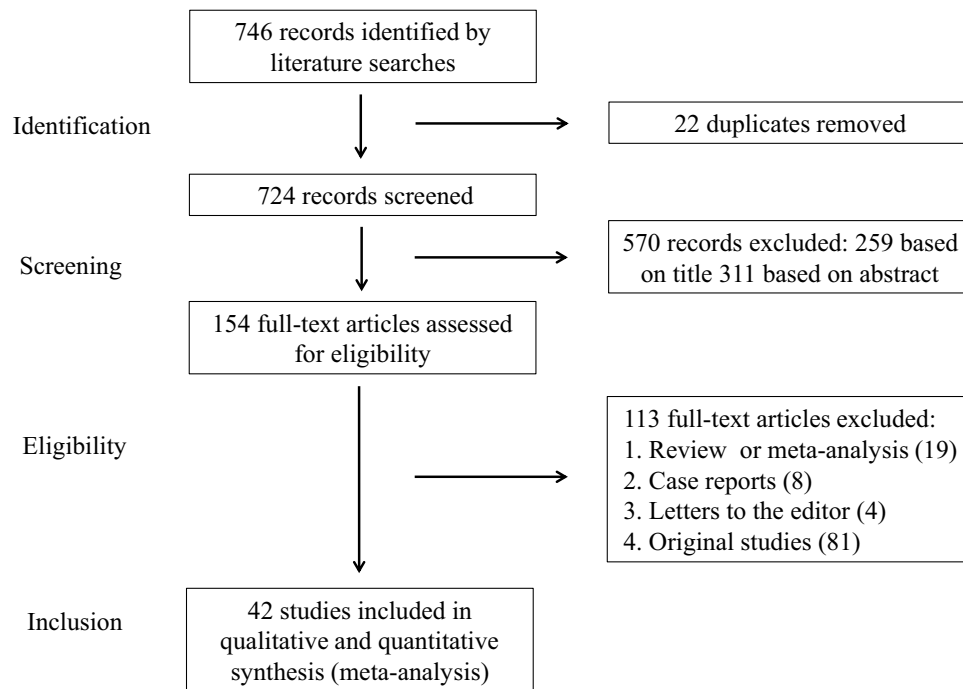 746 records identified by
literature searches
Identification
22 duplicates removed
724 records screened
Screening
570 records excluded: 259 based
on title 311 based on abstract
154 full-text articles assessed
for eligibility
Eligibility
113 full-text articles excluded:
1. Review or meta-analysis (19)
2. Case reports (8)
3. Letters to the editor (4)
4. Original studies (81)
Inclusion
42 studies included in
qualitative and quantitative
synthesis (meta-analysis)